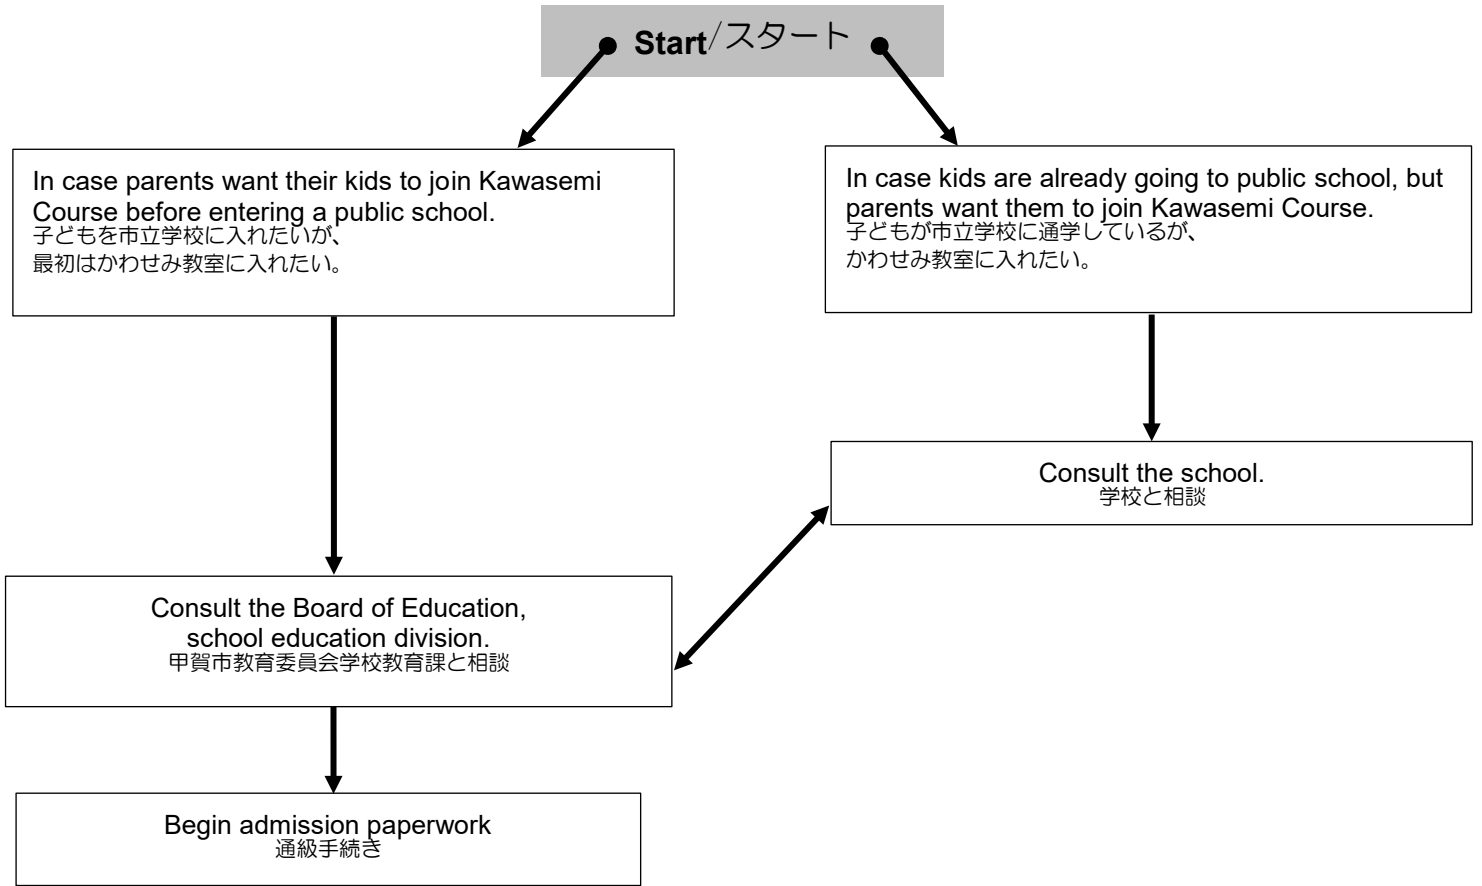 Start/スタート
In case parents want their kids to join Kawasemi
Course before entering a public school.
子どもを市立学校に入れたいが、
最初はかわせみ教室に入れたい。
In case kids are already going to public school, but
parents want them to join Kawasemi Course.
子どもが市立学校に通学しているが、
かわせみ教室に入れたい。
Consult the school.
学校と相談
Consult the Board of Education,
school education division.
甲賀市教育委員会学校教育課と相談
Begin admission paperwork
通級手続き